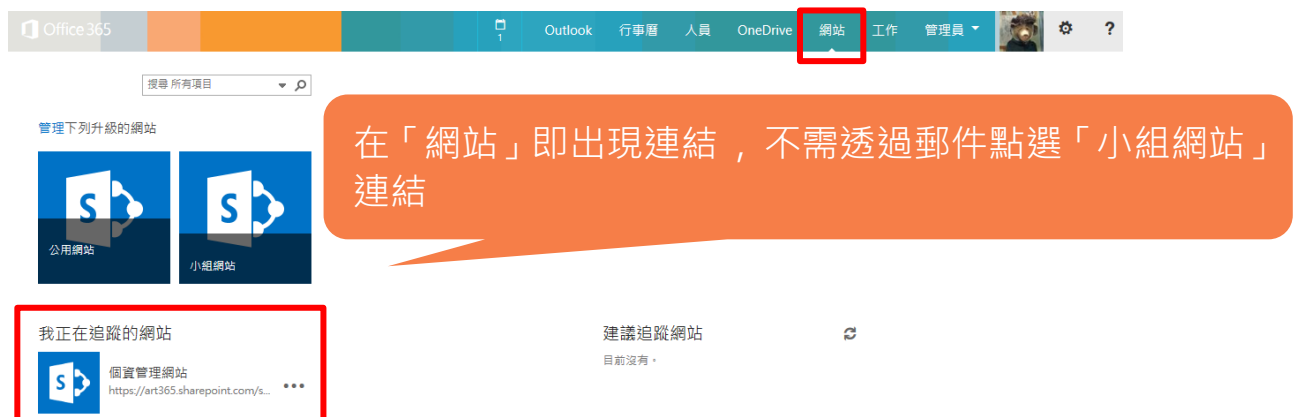 Office 365
1 Outlook 行事曆 人員 OneDrive 網站 工作 管理員 ?
搜尋 所有項目
管理下列升級的網站
公用網站
小組網站
在「網站」即出現連結，不需透過郵件點選「小組網站」
連結
我正在追蹤的網站
個資管理網站
https://art365.sharepoint.com/s...
建議追蹤網站
目前沒有。